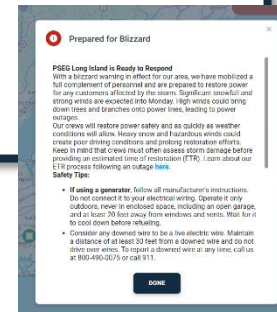 Prepared for Blizzard
PSEG Long Island is Ready to Respond
With a blizzard warning in effect for our area, we have mobilized a
full complement of personnel and are prepared to restore power
for any customers affected by the storm. Significant snowfall and
strong winds are expected into Monday. High winds could bring
down trees and branches onto power lines, leading to power
outages.
Our crews will restore power safely and as quickly as weather
conditions will allow. Heavy snow and hazardous winds could
create poor driving conditions and prolong restoration efforts.
Keep in mind that crews must often assess storm damage before
providing an estimated time of restoration (ETR). Learn about our
ETR process following an outage here.
Safety Tips:
• If using a generator, follow all manufacturer's instructions.
Do not connect it to your electrical wiring. Operate it only
outdoors, never in enclosed space, including an open garage,
and at least 20 feet away from windows and vents. Wait for it
to cool down before refueling.
• Consider any downed wire to be a live electric wire. Maintain
a distance of at least 30 feet from a downed wire and do not
drive over wires. To report a downed wire at any time, call us
at 800-490-0075 or call 911.
DONE